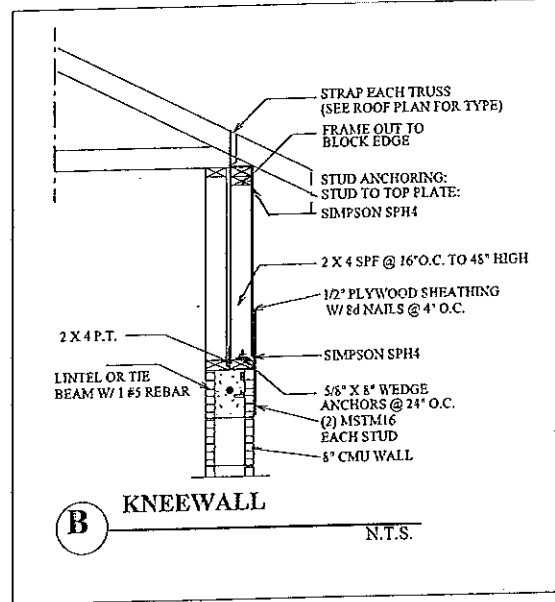 STRAP EACH TRUSS
(SEE ROOF PLAN FOR TYPE)
FRAME OUT TO
BLOCK EDGE
STUD ANCHORING:
STUD TO TOP PLATE:
SIMPSON SPH4
2 X 4 SPF @ 16" O.C. TO 48" HIGH
1/2" PLYWOOD SHEATHING
W/ 8d NAILS @ 4" O.C.
2 X 4 P.T.
SIMPSON SPH4
LINTEL OR TIE
BEAM W/ 1 #5 REBAR
5/8" X 8" WEDGE
ANCHORS @ 24" O.C.
(2) MSTM16
EACH STUD
8" CMU WALL
KNEEWALL
B
N.T.S.